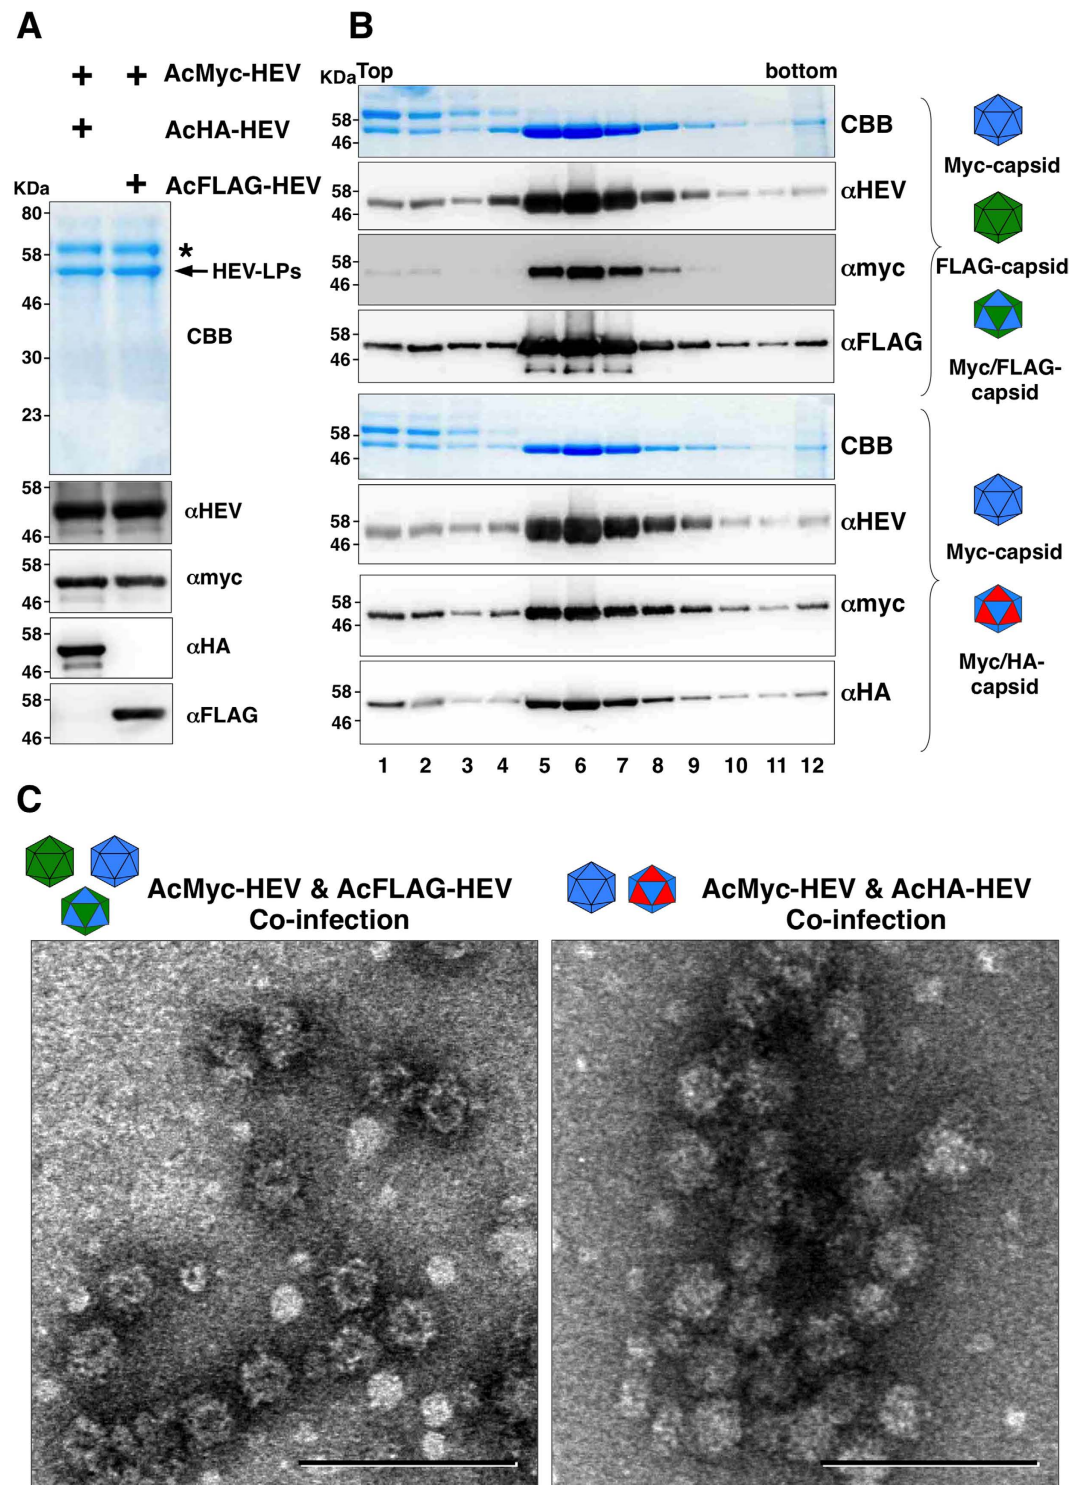 A
+ + AcMyc-HEV
+ AcHA-HEV
+ AcFLAG-HEV
KDa
80
58
46
30
23
*
HEV-LPs
CBB
58
46
αHEV
58
46
αmyc
58
46
αHA
58
46
αFLAG
B
KDa Top bottom
58
46
CBB
58
46
αHEV
58
46
αmyc
58
46
αFLAG
58
46
CBB
58
46
αHEV
58
46
αmyc
58
46
αHA
1 2 3 4 5 6 7 8 9 10 11 12
Myc-capsid
FLAG-capsid
Myc/FLAG-
capsid
Myc-capsid
Myc/HA-
capsid
C
AcMyc-HEV & AcFLAG-HEV
Co-infection
AcMyc-HEV & AcHA-HEV
Co-infection